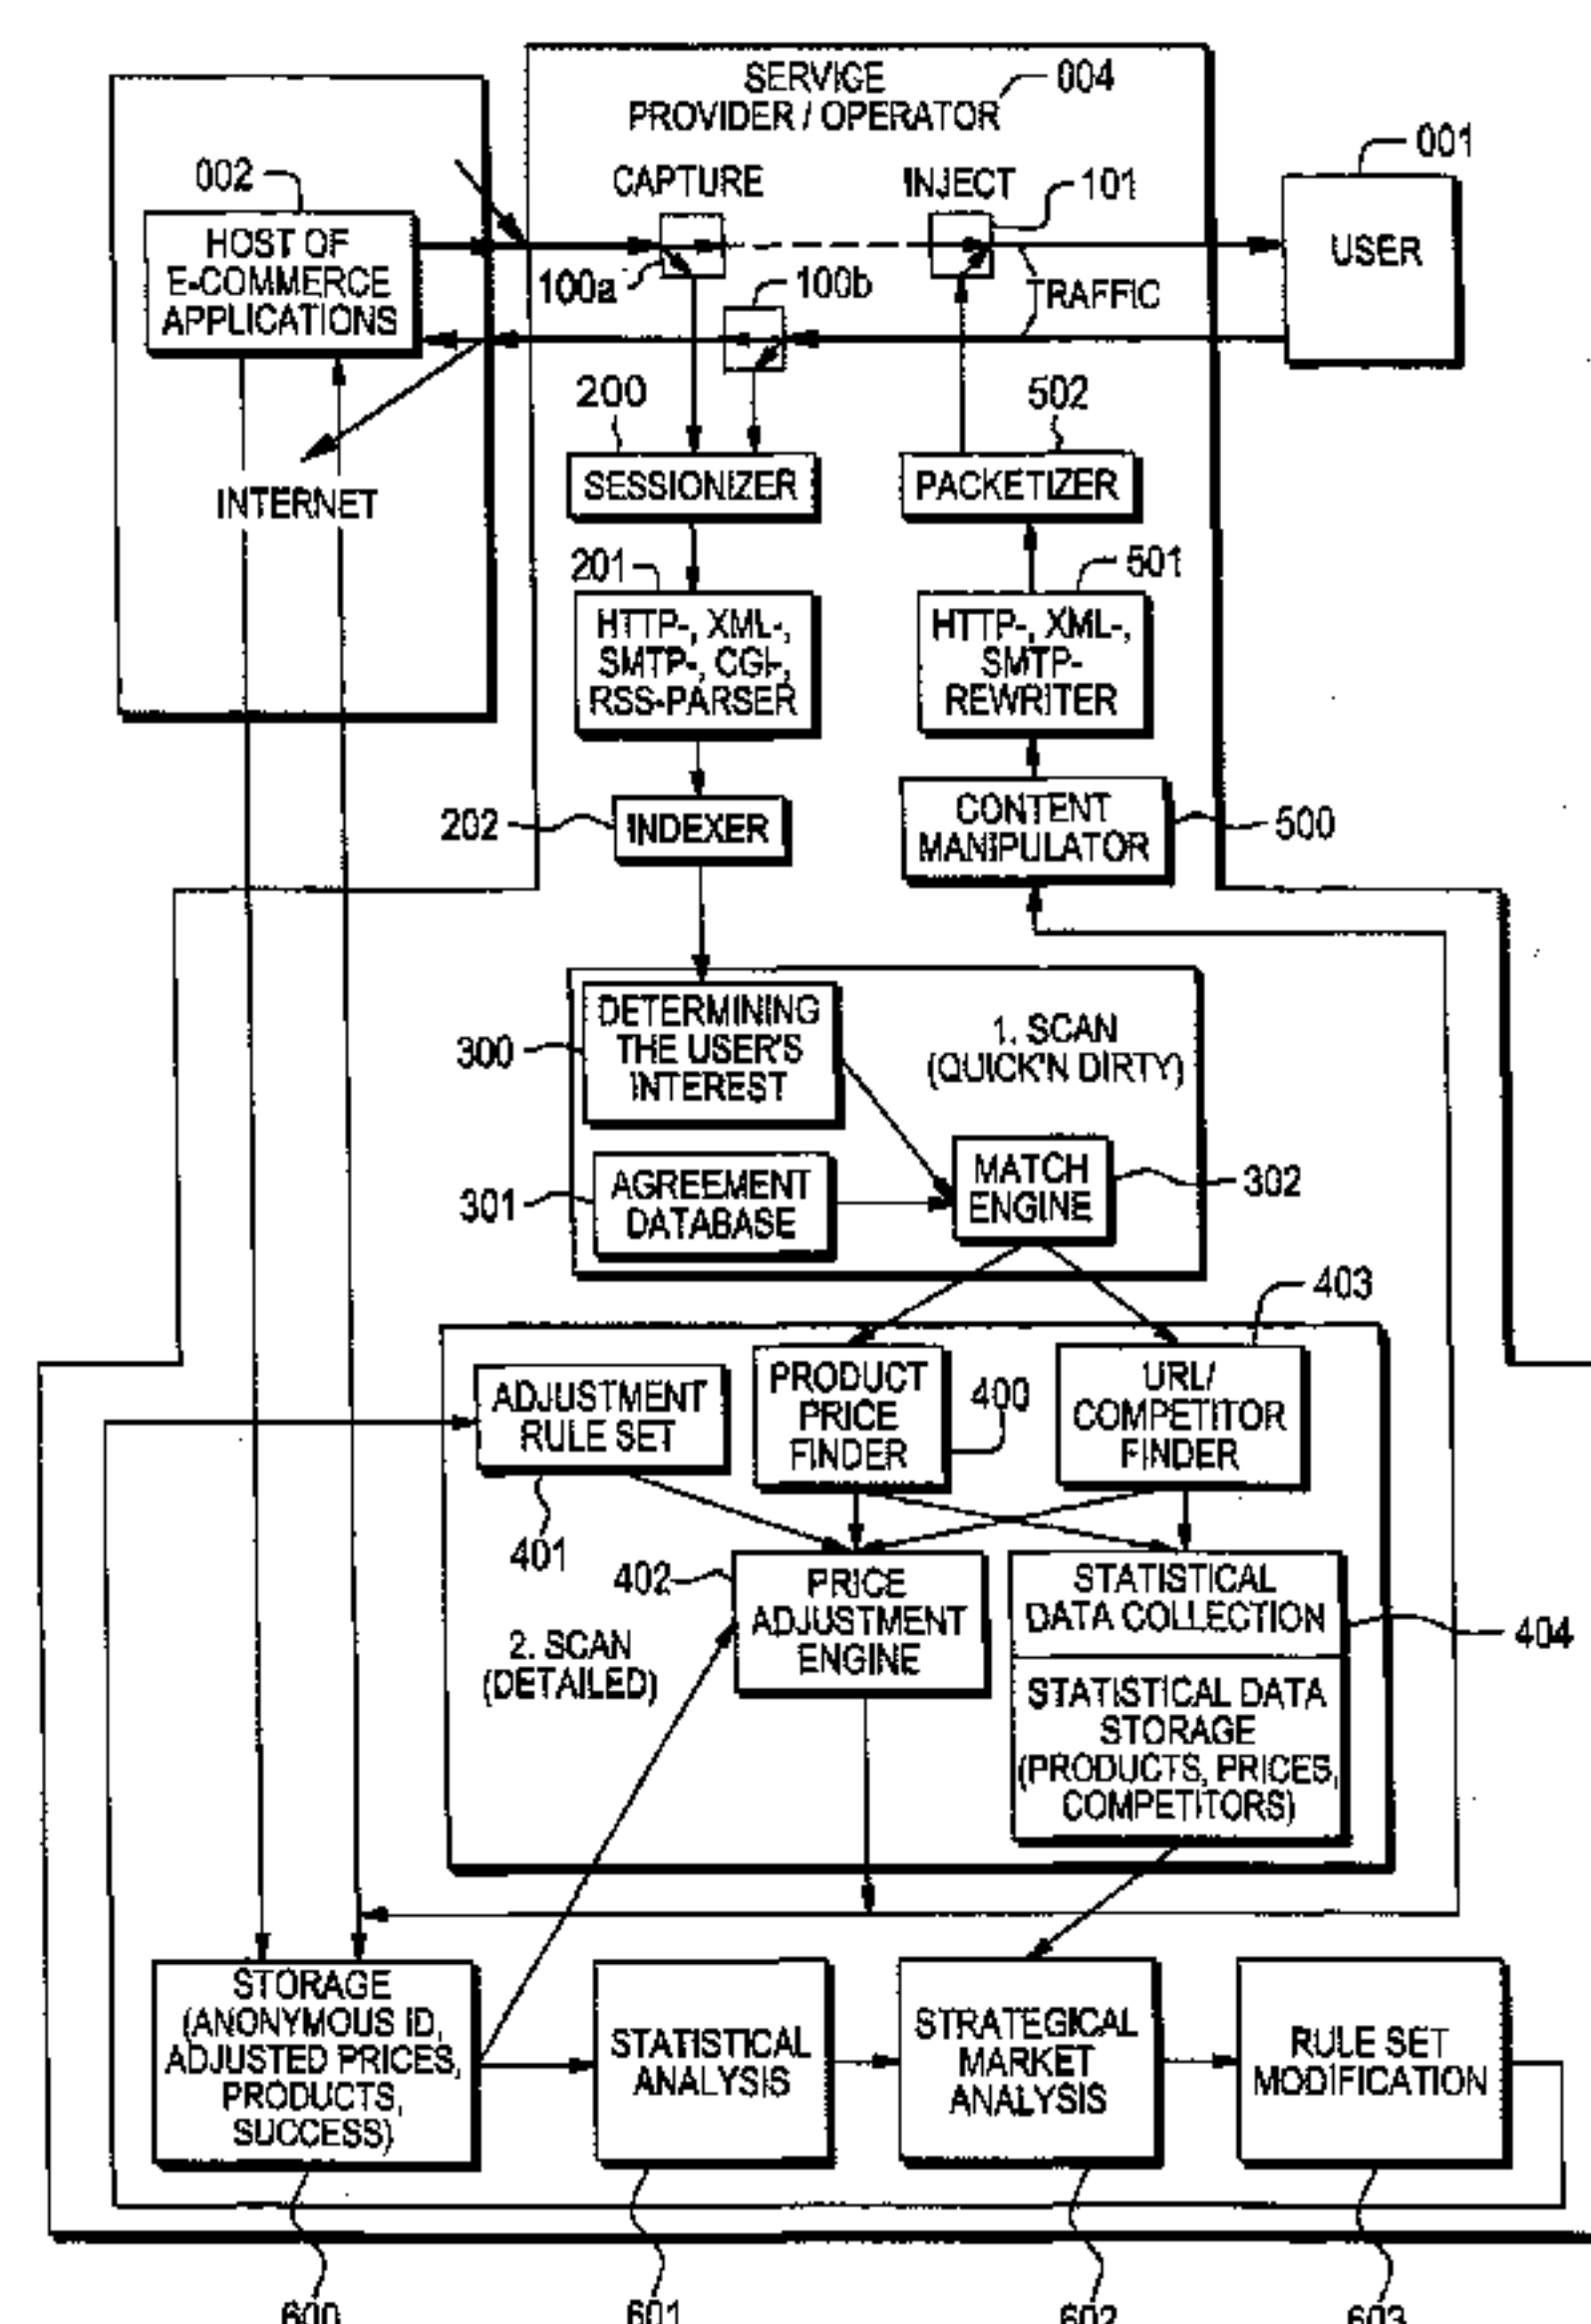 SERVICE
PROVIDER / OPERATOR
004
001
002
CAPTURE
INJECT
101
HOST OF
E-COMMERCE
APPLICATIONS
USER
100a
100b
TRAFFIC
200
502
INTERNET
SESSIONIZER
PACKETIZER
201
501
HTTP-, XML-,
SMTP-, CGI-,
RSS-PARSER
HTTP-, XML-,
SMTP-
REWRITER
202
INDEXER
CONTENT
MANIPULATOR
500
300
DETERMINING
THE USER'S
INTEREST
1. SCAN
(QUICK'N DIRTY)
301
AGREEMENT
DATABASE
MATCH
ENGINE
302
403
ADJUSTMENT
RULE SET
PRODUCT
PRICE
FINDER
400
URL/
COMPETITOR
FINDER
401
402
PRICE
ADJUSTMENT
ENGINE
STATISTICAL
DATA COLLECTION
404
2. SCAN
(DETAILED)
STATISTICAL DATA
STORAGE
(PRODUCTS, PRICES,
COMPETITORS)
STORAGE
(ANONYMOUS ID,
ADJUSTED PRICES,
PRODUCTS,
SUCCESS)
STATISTICAL
ANALYSIS
STRATEGICAL
MARKET
ANALYSIS
RULE SET
MODIFICATION
600
601
602
603